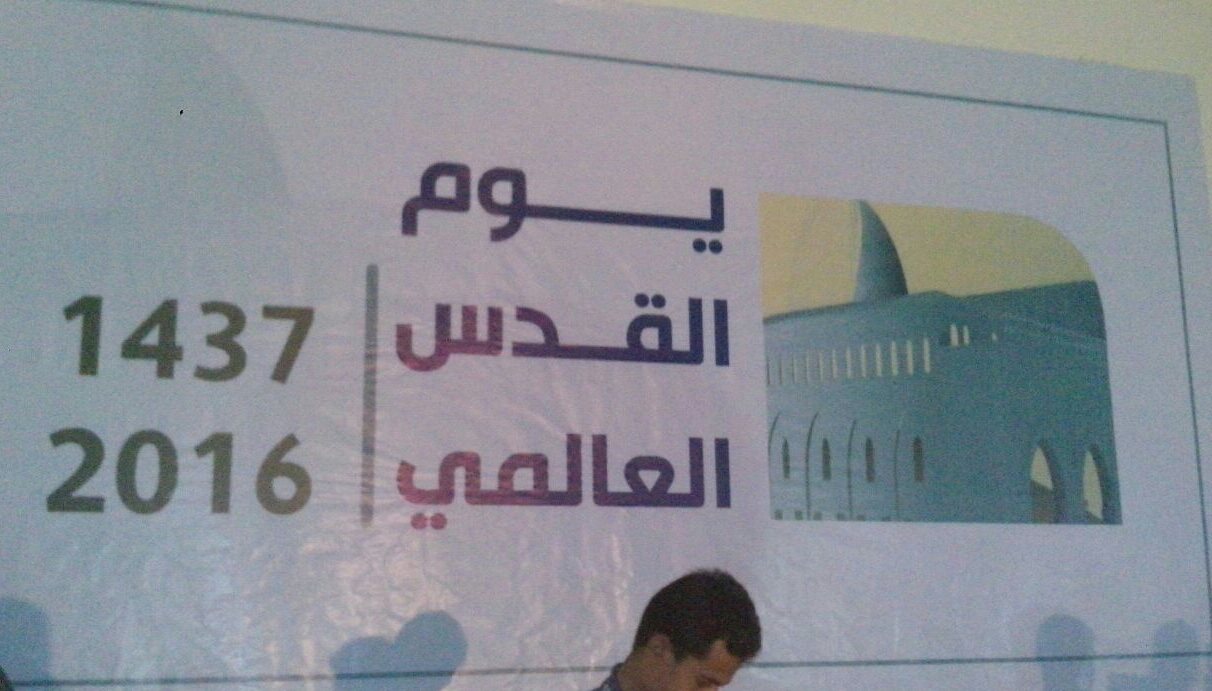 يوم
القدس
العالمي
1437
2016